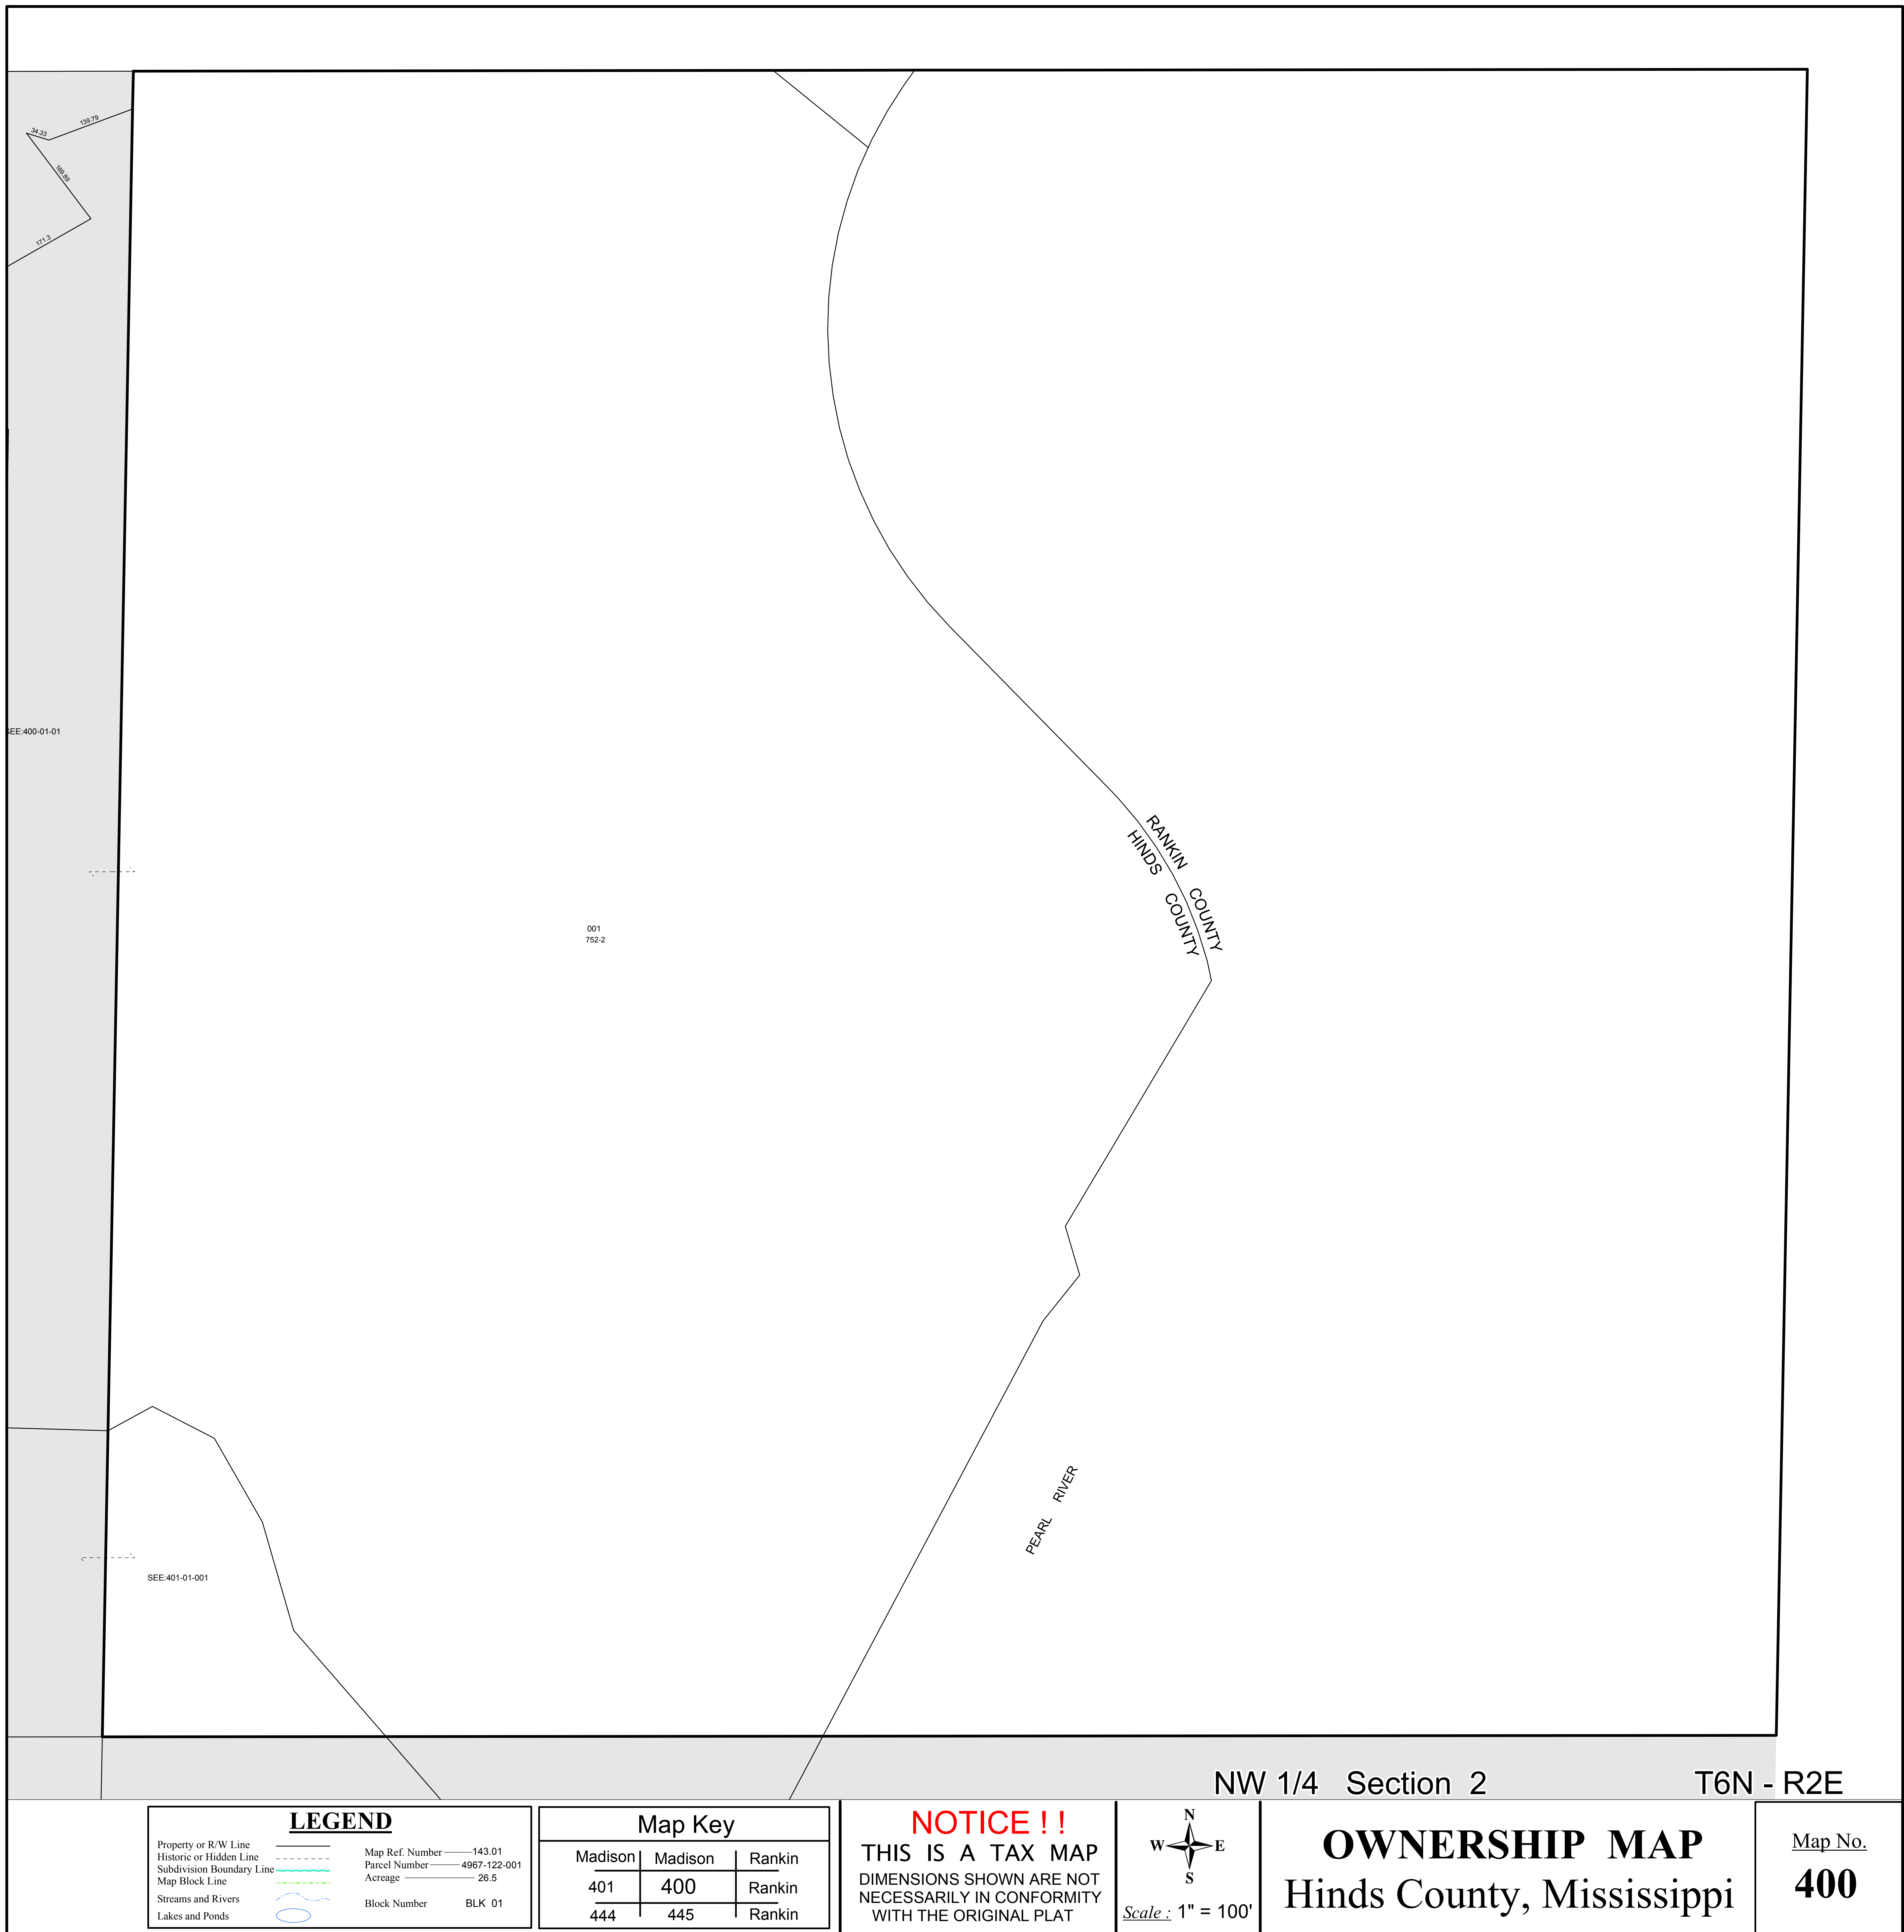 34.33
139.79
169.89
171.3
SEE:400-01-01
RANKIN COUNTY
HINDS COUNTY
001
752-2
PEARL RIVER
SEE:401-01-001
NW 1/4 Section 2
T6N - R2E
LEGEND
Property or R/W Line
Historic or Hidden Line
Subdivision Boundary Line
Map Block Line
Streams and Rivers
Lakes and Ponds
Map Ref. Number 143.01
Parcel Number 4967-122-001
Acreage 26.5
Block Number BLK 01
Map Key
Madison Madison Rankin
401 400 Rankin
444 445 Rankin
NOTICE ! !
THIS IS A TAX MAP
DIMENSIONS SHOWN ARE NOT
NECESSARILY IN CONFORMITY
WITH THE ORIGINAL PLAT
N
W E
S
Scale : 1" = 100'
OWNERSHIP MAP
Hinds County, Mississippi
Map No.
400